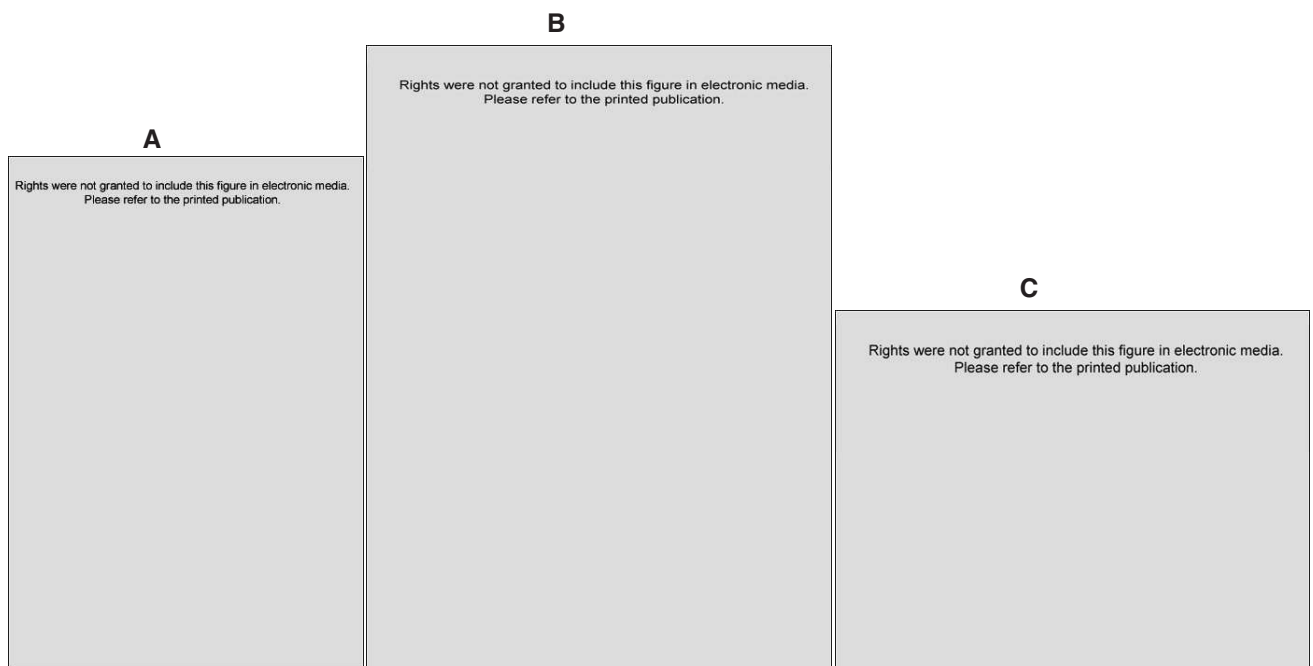 A
Rights were not granted to include this figure in electronic media.
Please refer to the printed publication.
B
Rights were not granted to include this figure in electronic media.
Please refer to the printed publication.
C
Rights were not granted to include this figure in electronic media.
Please refer to the printed publication.